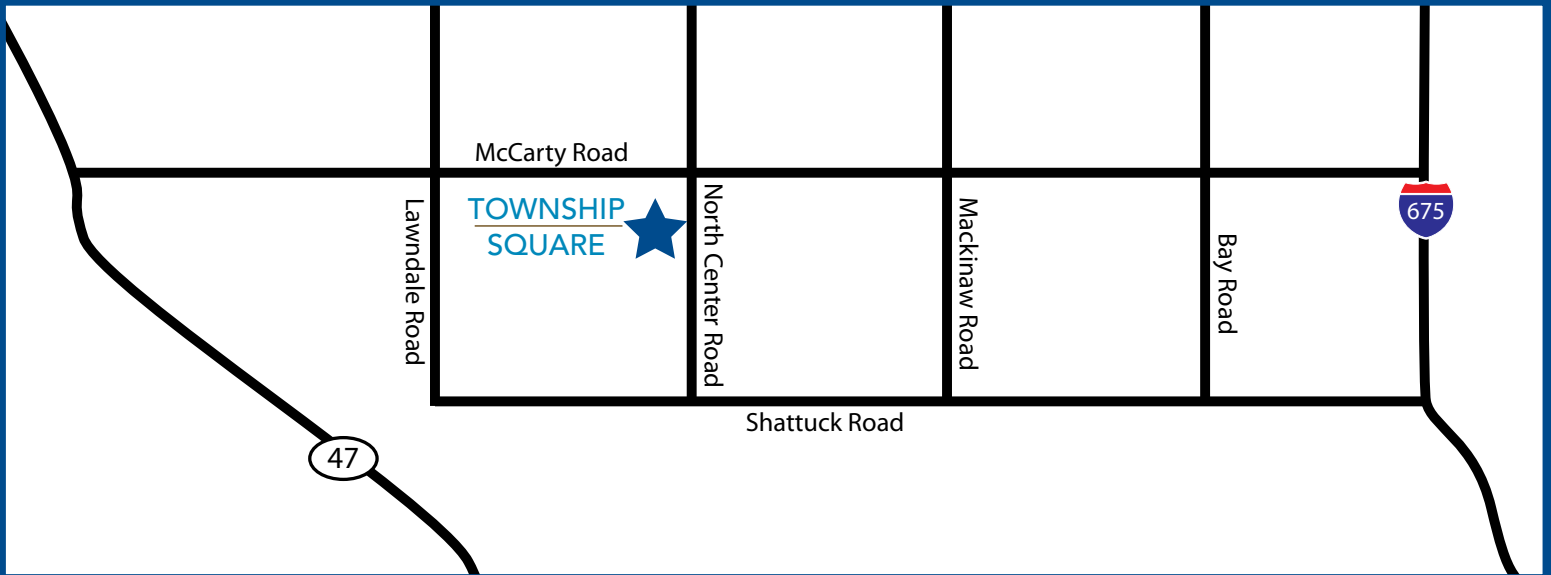 McCarty Road
TOWNSHIP
SQUARE
Lawndale Road
North Center Road
Mackinaw Road
Bay Road
675
Shattuck Road
47